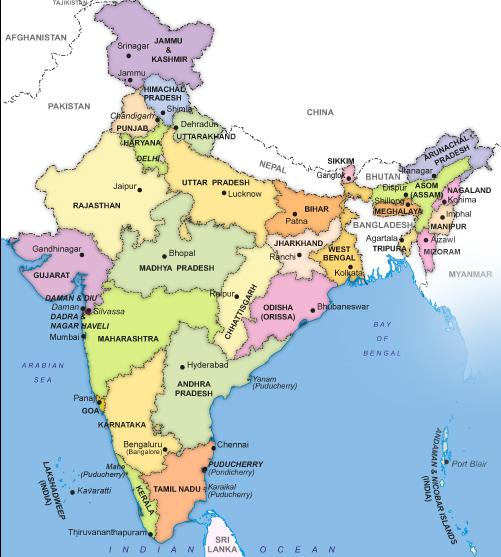 TAJIKISTAN
AFGHANISTAN
Srinagar
JAMMU
&
KASHMIR
Jammu
HIMACHAD
PRADESH
PAKISTAN
Chandigarh
Shimla
CHINA
PUNJAB
Dehradun
UTTARAKHAND
HARYANA
DELHI
ARUNACHAL
PRADESH
SIKKIM
NEPAL
Gangtok
BHUTAN
Itanagar
Jaipur
UTTAR PRADESH
Lucknow
Dispur
ASOM
(ASSAM)
NAGALAND
Kohima
RAJASTHAN
BIHAR
Patna
Shillong
MEGHALAYA
Imphal
MANIPUR
BANGLADESH
Gandhinagar
Bhopal
JHARKHAND
Ranchi
WEST
BENGAL
Agartala
TRIPURA
Aizawl
MIZORAM
MADHYA PRADESH
GUJARAT
Kolkata
MYANMAR
Raipur
CHHATTISGARH
DAMAN & DIU
Daman
Silvassa
DADRA &
NAGAR HAVELI
ODISHA
(ORISSA)
Bhubaneswar
Mumbai
MAHARASHTRA
BAY
OF
BENGAL
ARABIAN
SEA
Hyderabad
ANDHRA
PRADESH
Yanam
(Puducherry)
Panaji
GOA
KARNATAKA
Bengaluru
(Bangalore)
Chennai
LAKSHADWEEP
(INDIA)
Kavaratti
Mahe
(Puducherry)
PUDUCHERRY
(Pondicherry)
ANDAMAN & NICOBAR ISLANDS
(INDIA)
Port Blair
KERALA
TAMIL NADU
Karaikal
(Puducherry)
Thiruvananthapuram
SRI
LANKA
INDIAN OCEAN